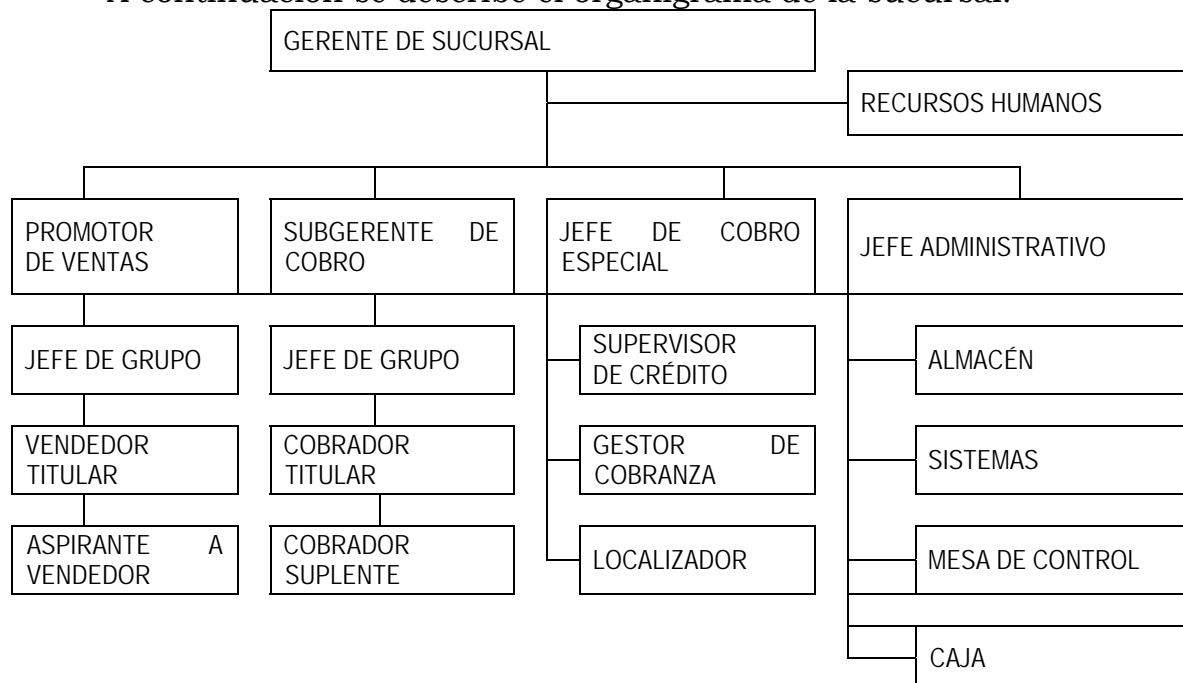 A continuación se describe el organigrama de la sucursal.
GERENTE DE SUCURSAL
RECURSOS HUMANOS
PROMOTOR
DE VENTAS
SUBGERENTE DE
COBRO
JEFE DE COBRO
ESPECIAL
JEFE ADMINISTRATIVO
JEFE DE GRUPO
JEFE DE GRUPO
SUPERVISOR
DE CRÉDITO
ALMACÉN
VENDEDOR
TITULAR
COBRADOR
TITULAR
GESTOR DE
COBRANZA
SISTEMAS
ASPIRANTE A
VENDEDOR
COBRADOR
SUPLENTE
LOCALIZADOR
MESA DE CONTROL
CAJA